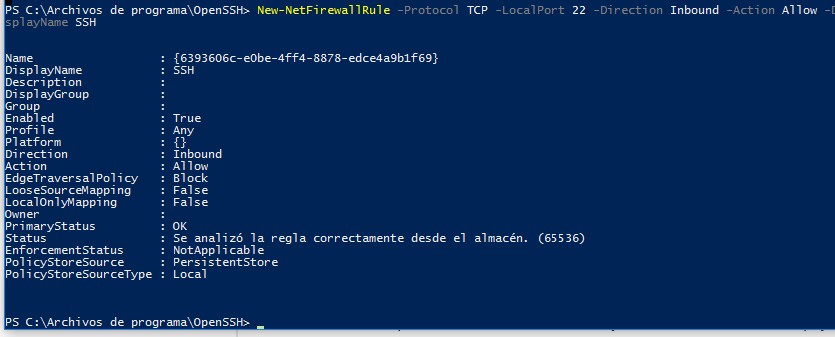 PS C:\Archivos de programa\OpenSSH> New-NetFirewallRule -Protocol TCP -LocalPort 22 -Direction Inbound -Action Allow -D
splayName SSH
Name                  : {6393606c-e0be-4ff4-8878-edce4a9b1f69}
DisplayName           : SSH
Description           :
DisplayGroup          :
Group                 :
Enabled               : True
Profile               : Any
Platform              : {}
Direction             : Inbound
Action                : Allow
EdgeTraversalPolicy   : Block
LooseSourceMapping    : False
LocalOnlyMapping      : False
Owner                 :
PrimaryStatus         : OK
Status                : Se analizó la regla correctamente desde el almacén. (65536)
EnforcementStatus     : NotApplicable
PolicyStoreSource     : PersistentStore
PolicyStoreSourceType : Local
PS C:\Archivos de programa\OpenSSH>